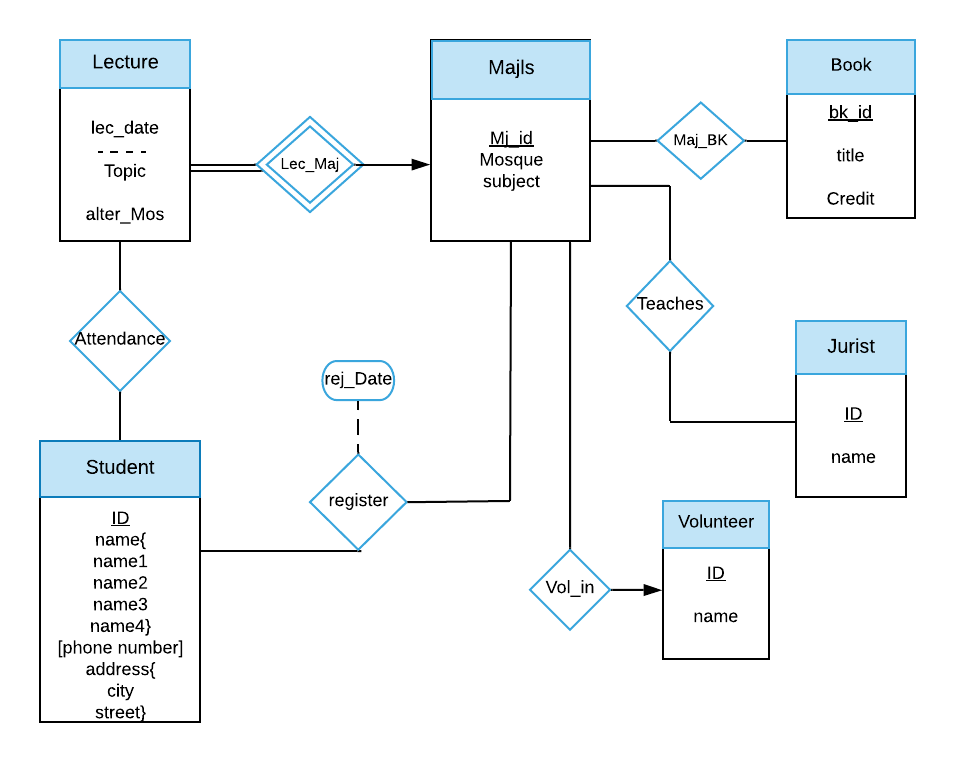 Lecture
lec_date
Topic
alter_Mos
Lec_Maj
Majls
Mj_id
Mosque
subject
Maj_BK
Book
bk_id
title
Credit
Teaches
Jurist
ID
name
Attendance
rej_Date
register
Student
ID
name{
name1
name2
name3
name4}
[phone number]
address{
city
street}
Vol_in
Volunteer
ID
name